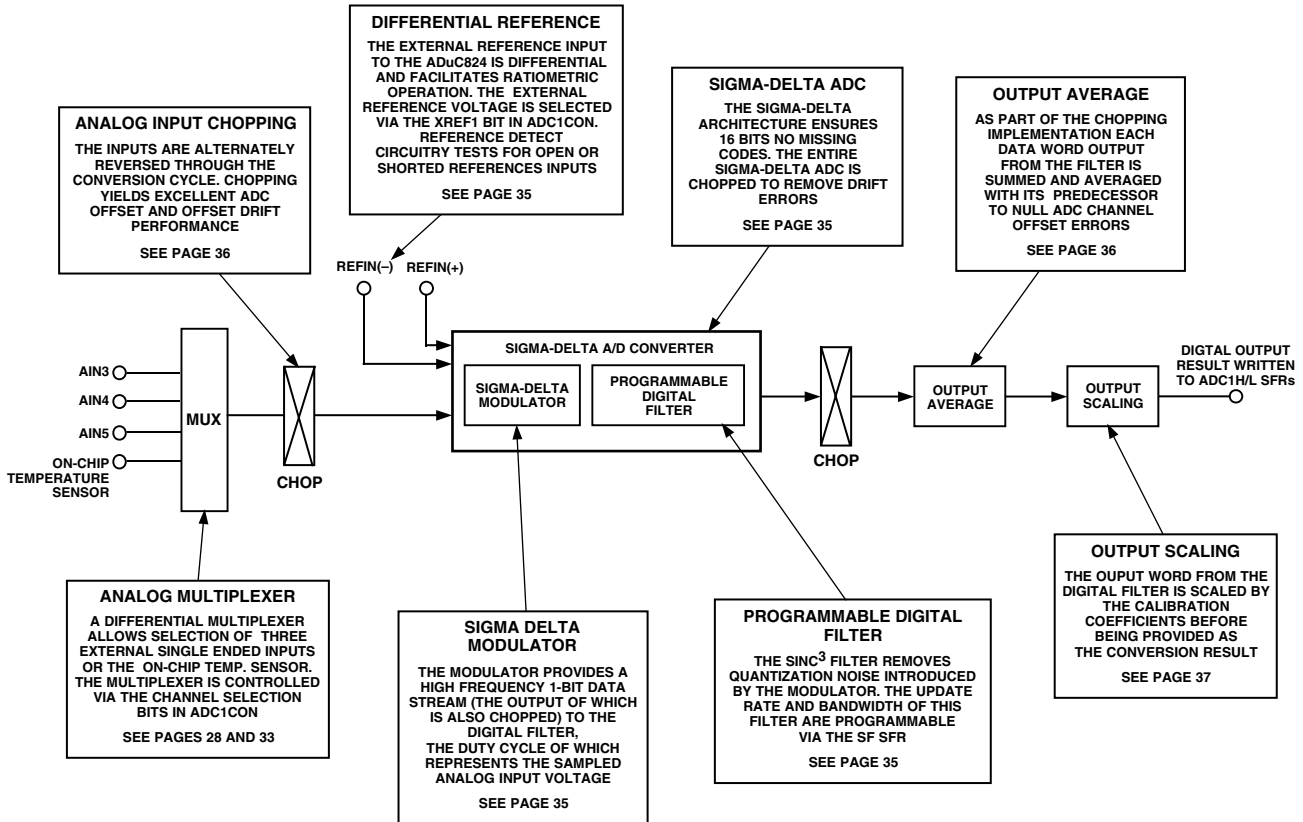 DIFFERENTIAL REFERENCE
THE EXTERNAL REFERENCE INPUT
TO THE ADuC824 IS DIFFERENTIAL
AND FACILITATES RATIOMETRIC
OPERATION. THE EXTERNAL
REFERENCE VOLTAGE IS SELECTED
VIA THE XREF1 BIT IN ADC1CON.
REFERENCE DETECT
CIRCUITRY TESTS FOR OPEN OR
SHORTED REFERENCES INPUTS
SEE PAGE 35
SIGMA-DELTA ADC
THE SIGMA-DELTA
ARCHITECTURE ENSURES
16 BITS NO MISSING
CODES. THE ENTIRE
SIGMA-DELTA ADC IS
CHOPPED TO REMOVE DRIFT
ERRORS
SEE PAGE 35
OUTPUT AVERAGE
AS PART OF THE CHOPPING
IMPLEMENTATION EACH
DATA WORD OUTPUT
FROM THE FILTER IS
SUMMED AND AVERAGED
WITH ITS PREDECESSOR
TO NULL ADC CHANNEL
OFFSET ERRORS
SEE PAGE 36
ANALOG INPUT CHOPPING
THE INPUTS ARE ALTERNATELY
REVERSED THROUGH THE
CONVERSION CYCLE. CHOPPING
YIELDS EXCELLENT ADC
OFFSET AND OFFSET DRIFT
PERFORMANCE
SEE PAGE 36
REFIN(–) REFIN(+)
AIN3
AIN4
AIN5
ON-CHIP
TEMPERATURE
SENSOR
MUX
CHOP
SIGMA-DELTA A/D CONVERTER
SIGMA-DELTA
MODULATOR
PROGRAMMABLE
DIGITAL
FILTER
CHOP
OUTPUT
AVERAGE
OUTPUT
SCALING
DIGTAL OUTPUT
RESULT WRITTEN
TO ADC1H/L SFRs
ANALOG MULTIPLEXER
A DIFFERENTIAL MULTIPLEXER
ALLOWS SELECTION OF THREE
EXTERNAL SINGLE ENDED INPUTS
OR THE ON-CHIP TEMP. SENSOR.
THE MULTIPLEXER IS CONTROLLED
VIA THE CHANNEL SELECTION
BITS IN ADC1CON
SEE PAGES 28 AND 33
SIGMA DELTA
MODULATOR
THE MODULATOR PROVIDES A
HIGH FREQUENCY 1-BIT DATA
STREAM (THE OUTPUT OF WHICH
IS ALSO CHOPPED) TO THE
DIGITAL FILTER,
THE DUTY CYCLE OF WHICH
REPRESENTS THE SAMPLED
ANALOG INPUT VOLTAGE
SEE PAGE 35
PROGRAMMABLE DIGITAL
FILTER
THE SINC³ FILTER REMOVES
QUANTIZATION NOISE INTRODUCED
BY THE MODULATOR. THE UPDATE
RATE AND BANDWIDTH OF THIS
FILTER ARE PROGRAMMABLE
VIA THE SF SFR
SEE PAGE 35
OUTPUT SCALING
THE OUPUT WORD FROM THE
DIGITAL FILTER IS SCALED BY
THE CALIBRATION
COEFFICIENTS BEFORE
BEING PROVIDED AS
THE CONVERSION RESULT
SEE PAGE 37